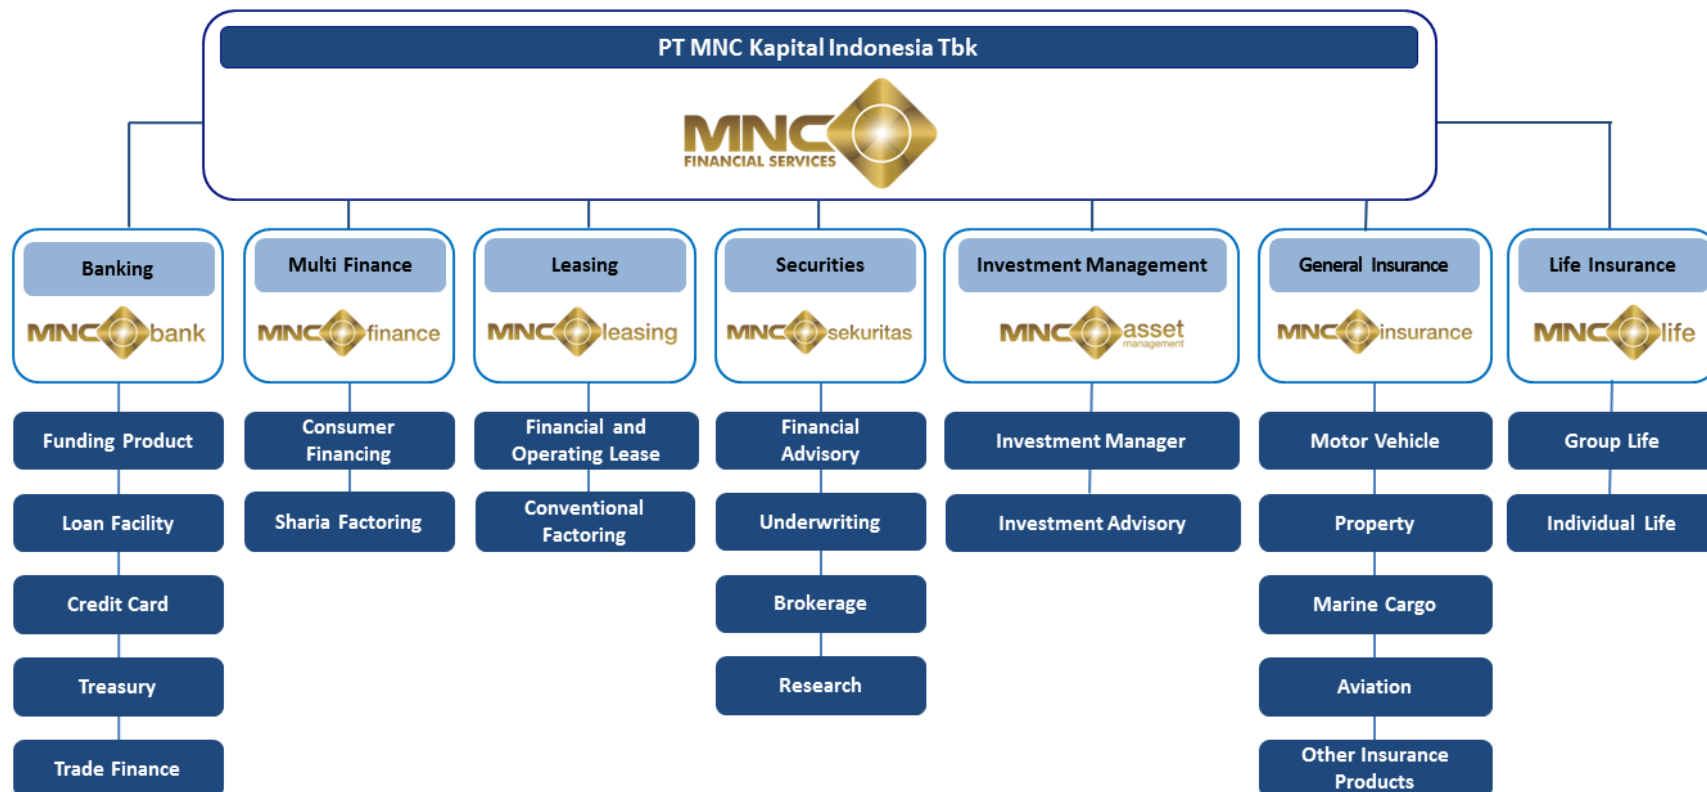 PT MNC Kapital Indonesia Tbk
MNC
FINANCIAL SERVICES
Banking
MNC bank
Funding Product
Loan Facility
Credit Card
Treasury
Trade Finance
Multi Finance
MNC finance
Consumer
Financing
Sharia Factoring
Leasing
MNC leasing
Financial and
Operating Lease
Conventional
Factoring
Securities
MNC sekuritas
Financial
Advisory
Underwriting
Brokerage
Research
Investment Management
MNC asset
management
Investment Manager
Investment Advisory
General Insurance
MNC insurance
Motor Vehicle
Property
Marine Cargo
Aviation
Other Insurance
Products
Life Insurance
MNC life
Group Life
Individual Life